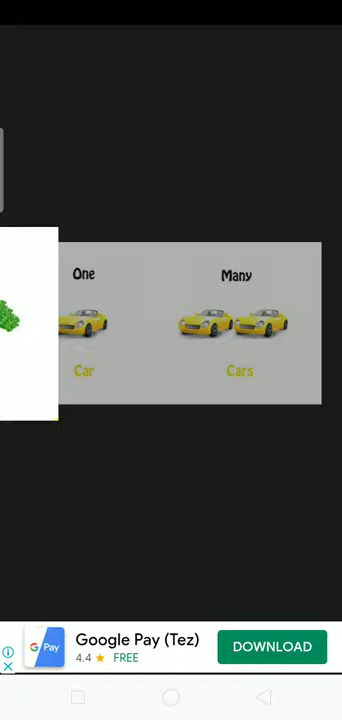 One
Many
Car
Cars
G Pay
Google Pay (Tez)
4.4 ★ FREE
DOWNLOAD